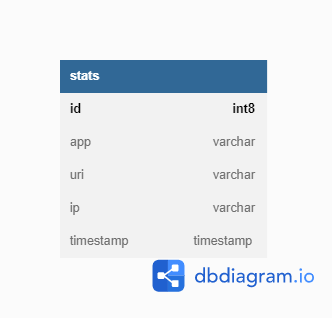 stats
id int8
app varchar
uri varchar
ip varchar
timestamp timestamp
dbdiagram.io